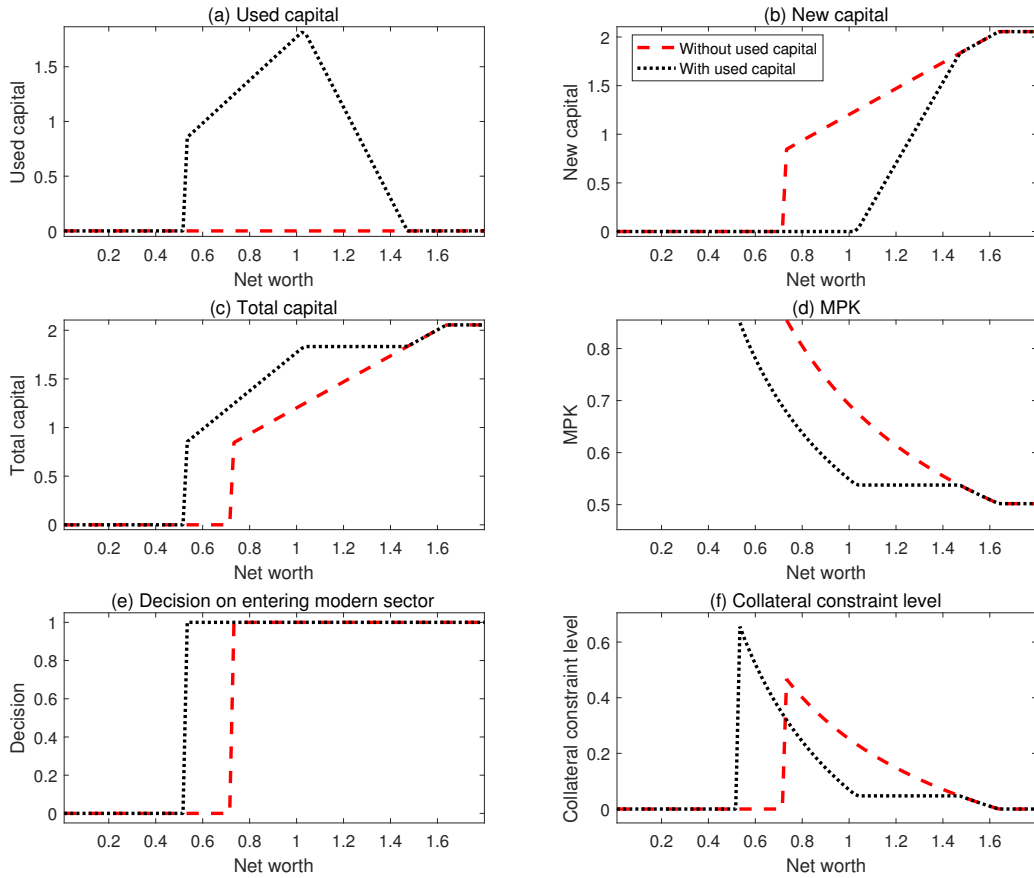 (a) Used capital
Used capital
0
0.5
1
1.5
0.2 0.4 0.6 0.8 1 1.2 1.4 1.6
Net worth
(b) New capital
New capital
0
0.5
1
1.5
2
Without used capital
With used capital
0.2 0.4 0.6 0.8 1 1.2 1.4 1.6
Net worth
(c) Total capital
Total capital
0
0.5
1
1.5
2
0.2 0.4 0.6 0.8 1 1.2 1.4 1.6
Net worth
(d) MPK
MPK
0.5
0.6
0.7
0.8
0.2 0.4 0.6 0.8 1 1.2 1.4 1.6
Net worth
(e) Decision on entering modern sector
Decision
0
0.2
0.4
0.6
0.8
1
0.2 0.4 0.6 0.8 1 1.2 1.4 1.6
Net worth
(f) Collateral constraint level
Collateral constraint level
0
0.2
0.4
0.6
0.2 0.4 0.6 0.8 1 1.2 1.4 1.6
Net worth